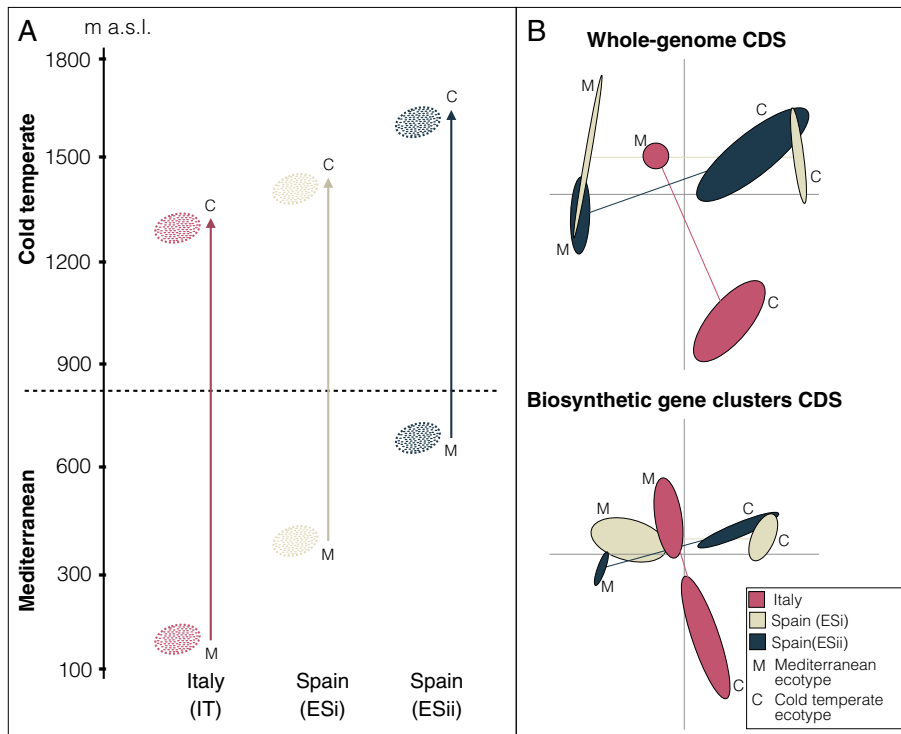 A
m a.s.l.
1800
1500
1200
900
600
300
100
Cold temperate
Mediterranean
C
C
C
M
M
M
Italy
(IT)
Spain
(ESi)
Spain
(ESii)
B
Whole-genome CDS
M
M
C
C
M
C
Biosynthetic gene clusters CDS
M
M
C
C
M
C
Italy
Spain (ESi)
Spain(ESii)
M Mediterranean
ecotype
C Cold temperate
ecotype